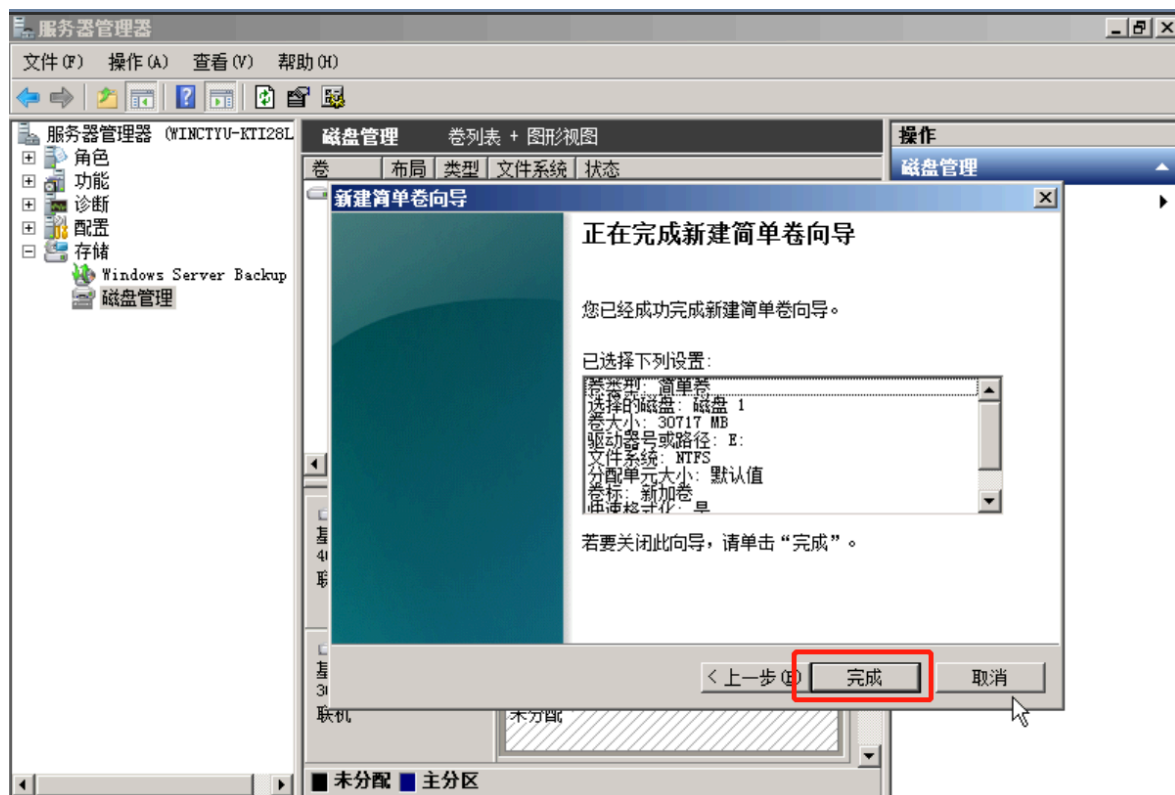 服务器管理器
文件(F) 操作(A) 查看(V) 帮助(H)
服务器管理器 (WINCTYU-KTI28L
角色
功能
诊断
配置
存储
Windows Server Backup
磁盘管理
磁盘管理 卷列表 + 图形视图
卷 布局 类型 文件系统 状态
新建简单卷向导
正在完成新建简单卷向导
您已经成功完成新建简单卷向导。
已选择下列设置:
卷类型: 简单卷
选择的磁盘: 磁盘 1
卷大小: 30717 MB
驱动器号或路径: E:
文件系统: NTFS
分配单元大小: 默认值
卷标: 新加卷
快速格式化: 是
若要关闭此向导，请单击“完成”。
< 上一步(B) 完成 取消
基
联机
未分配
未分配 主分区
操作
磁盘管理